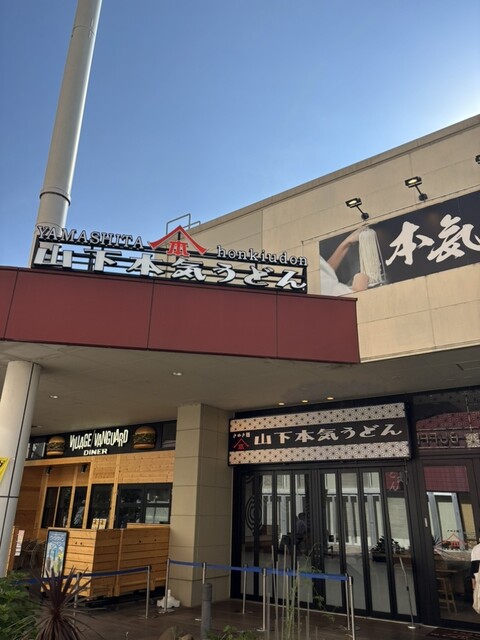 YAMASHITA 本 honkiudon
山下本気うどん
本気
VILLAGE VANGUARD
DINER
山下本気うどん